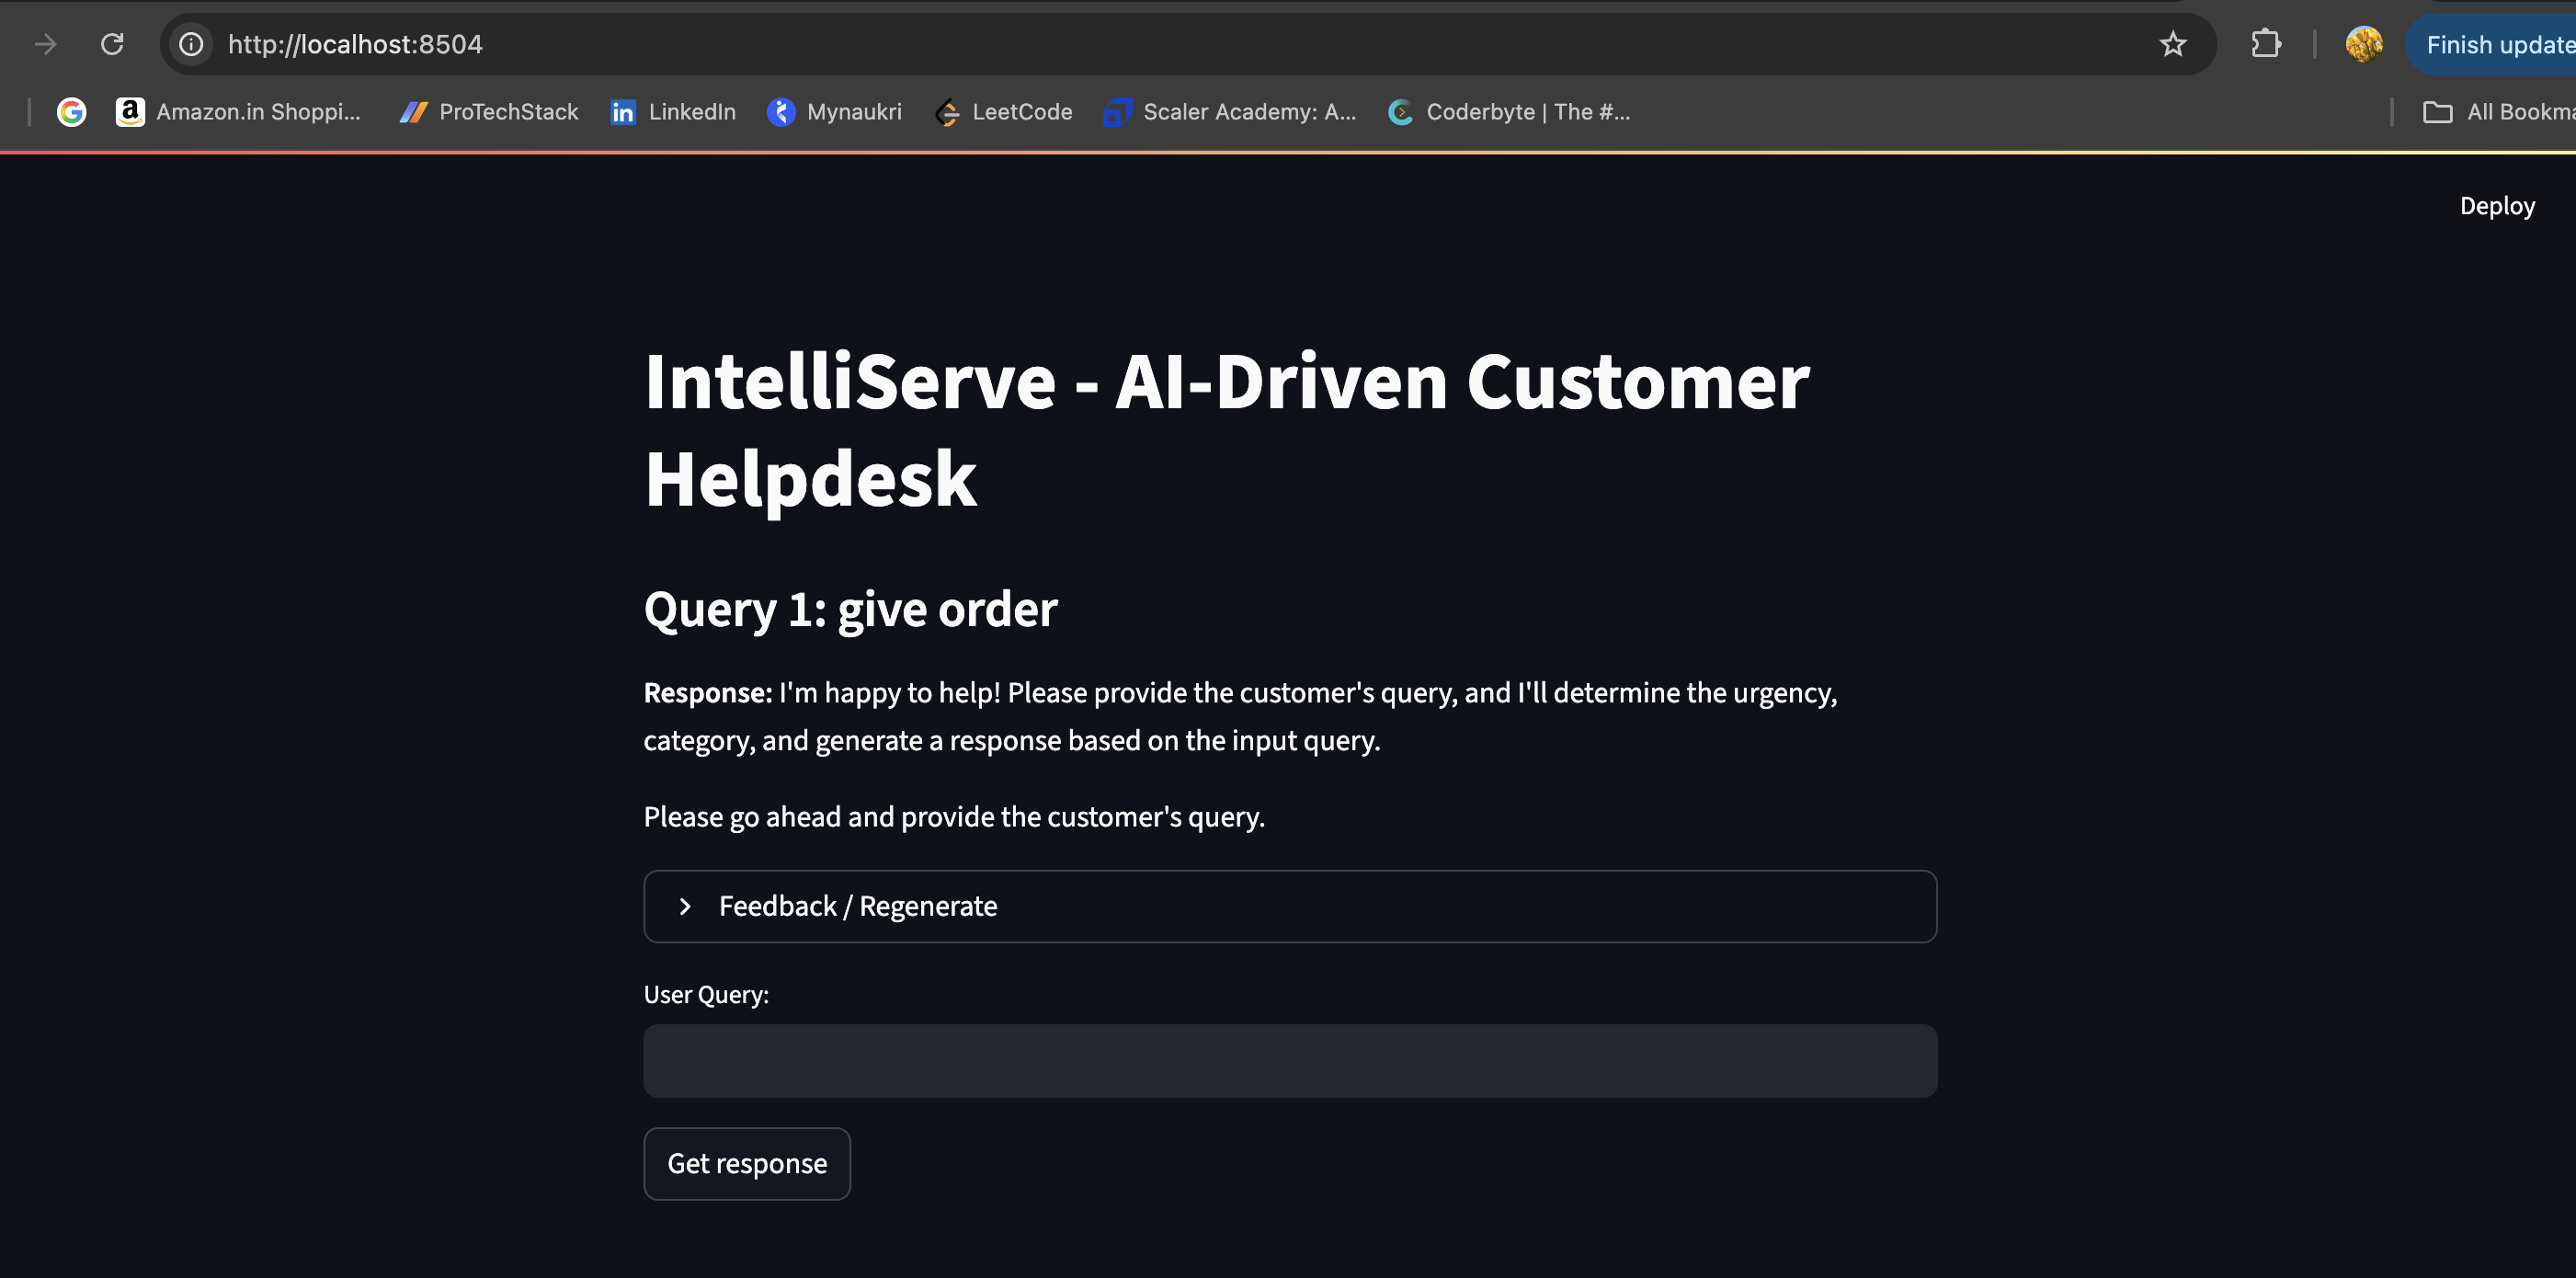 http://localhost:8504
Finish update
Amazon.in Shoppi...
ProTechStack
LinkedIn
Mynaukri
LeetCode
Scaler Academy: A...
Coderbyte | The #...
All Bookma
Deploy
IntelliServe - AI-Driven Customer
Helpdesk
Query 1: give order
Response: I'm happy to help! Please provide the customer's query, and I'll determine the urgency,
category, and generate a response based on the input query.
Please go ahead and provide the customer's query.
Feedback / Regenerate
User Query:
Get response